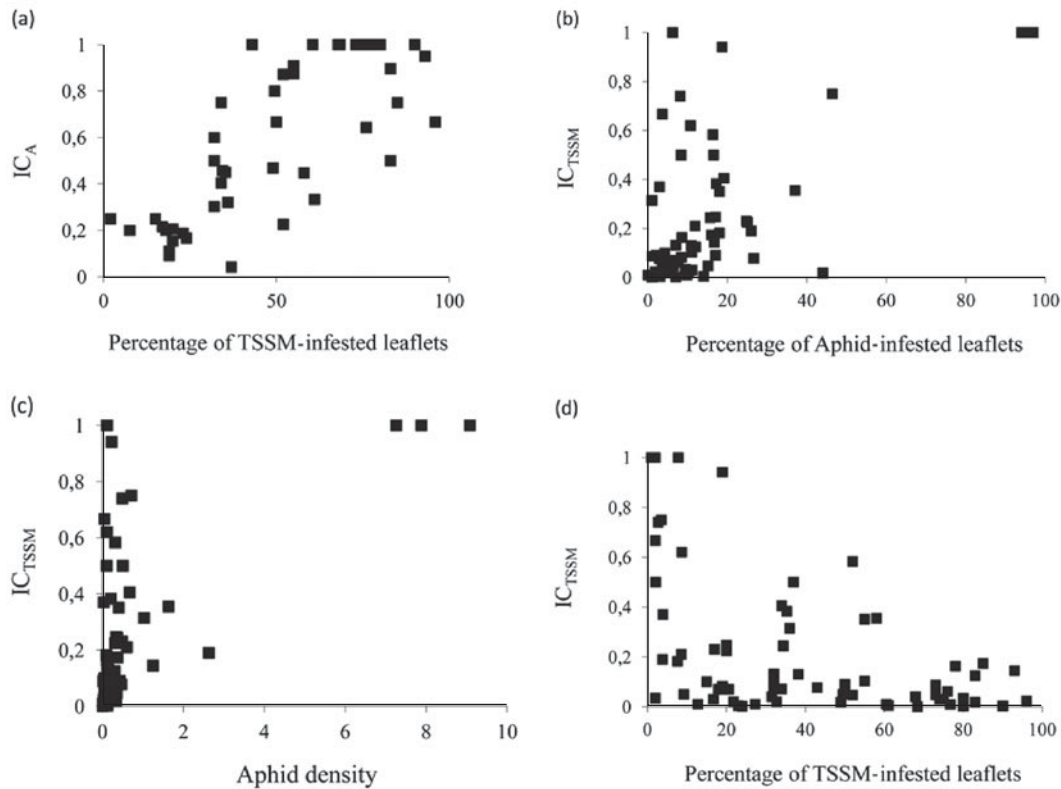 (a)
1
0,8
0,6
0,4
0,2
0
IC_A
0 50 100
Percentage of TSSM-infested leaflets
(b)
1
0,8
0,6
0,4
0,2
0
IC_TSSM
0 20 40 60 80 100
Percentage of Aphid-infested leaflets
(c)
1
0,8
0,6
0,4
0,2
0
IC_TSSM
0 2 4 6 8 10
Aphid density
(d)
1
0,8
0,6
0,4
0,2
0
IC_TSSM
0 20 40 60 80 100
Percentage of TSSM-infested leaflets